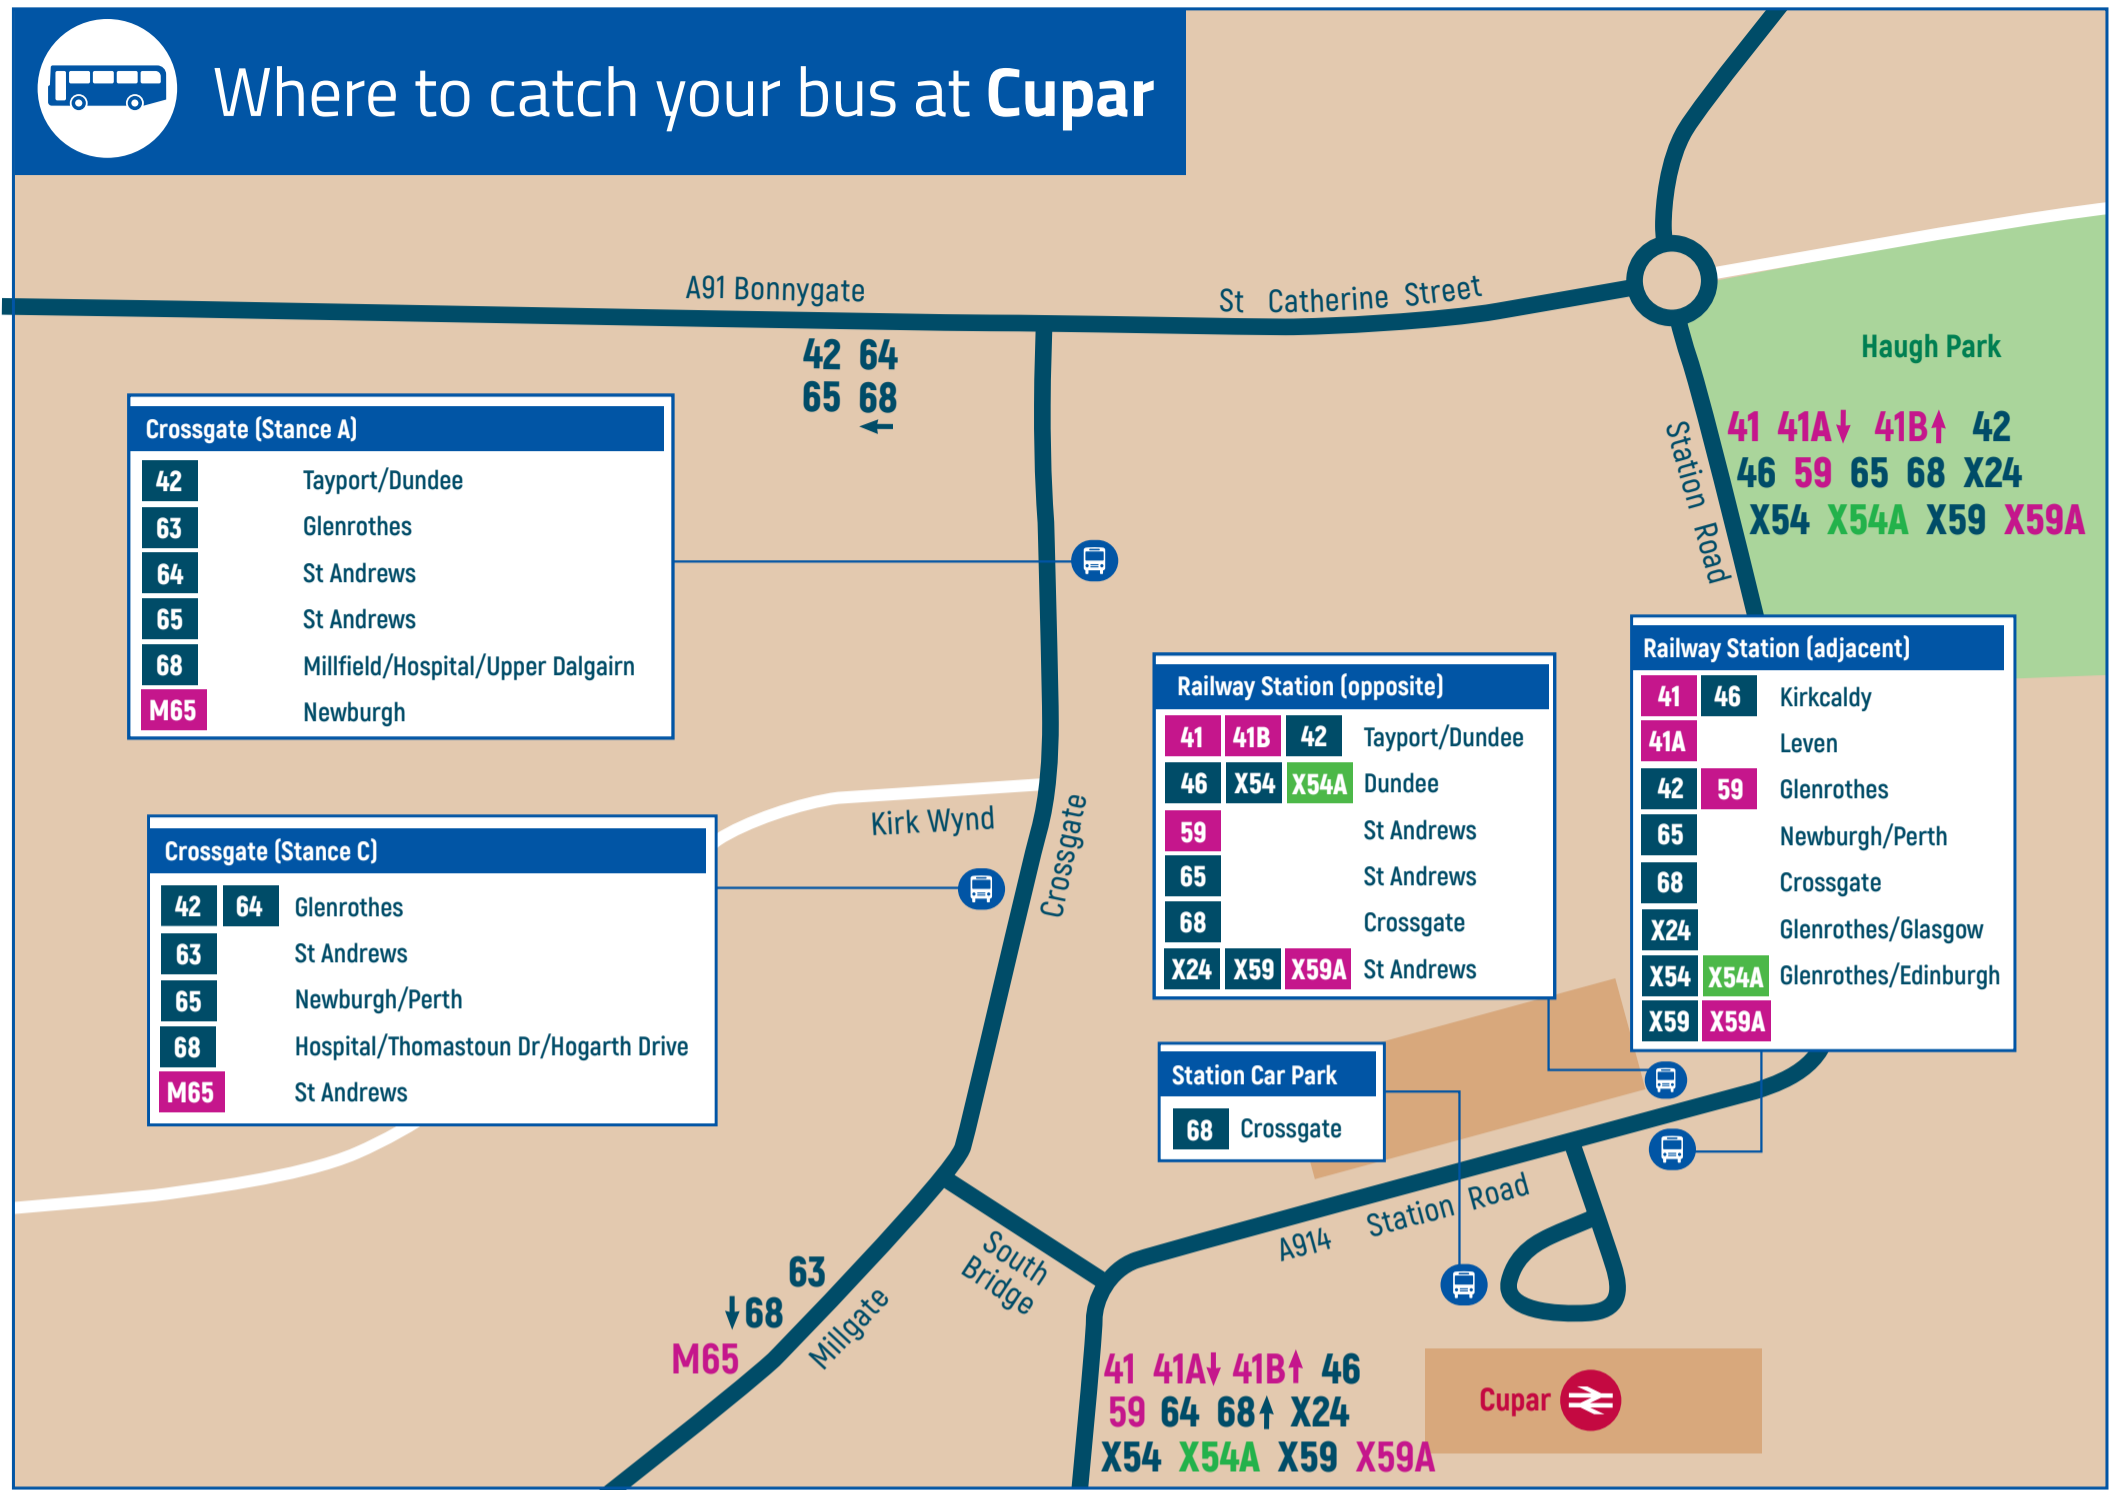 Where to catch your bus at Cupar
A91 Bonnygate
St Catherine Street
42 64
65 68
Haugh Park
Station Road
41 41A 41B 42
46 59 65 68 X24
X54 X54A X59 X59A
Crossgate (Stance A)
42 Tayport/Dundee
63 Glenrothes
64 St Andrews
65 St Andrews
68 Millfield/Hospital/Upper Dalgairn
M65 Newburgh
Kirk Wynd
Crossgate
Crossgate (Stance C)
42 64 Glenrothes
63 St Andrews
65 Newburgh/Perth
68 Hospital/Thomastoun Dr/Hogarth Drive
M65 St Andrews
Railway Station (opposite)
41 41B 42 Tayport/Dundee
46 X54 X54A Dundee
59 St Andrews
65 St Andrews
68 Crossgate
X24 X59 X59A St Andrews
Railway Station (adjacent)
41 46 Kirkcaldy
41A Leven
42 59 Glenrothes
65 Newburgh/Perth
68 Crossgate
X24 Glenrothes/Glasgow
X54 X54A Glenrothes/Edinburgh
X59 X59A
Station Car Park
68 Crossgate
A914 Station Road
South
Bridge
63
68
M65
Millgate
41 41A 41B 46
59 64 68 X24
X54 X54A X59 X59A
Cupar